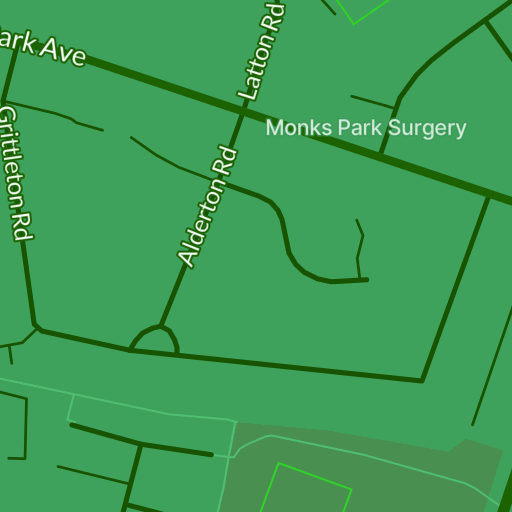 ark Ave
Latton Rd
Monks Park Surgery
Grittleton Rd
Alderton Rd